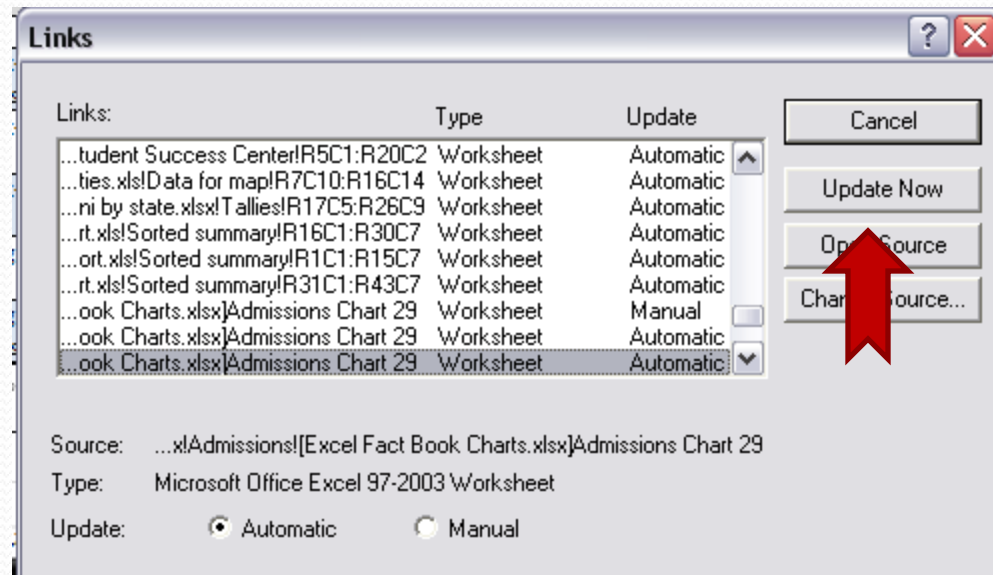 Links
Links: Type Update
...tudent Success Center!R5C1:R20C2 Worksheet Automatic
...ties.xls!Data for map!R7C10:R16C14 Worksheet Automatic
...ni by state.xlsx!Tallies!R17C5:R26C9 Worksheet Automatic
...rt.xls!Sorted summary!R16C1:R30C7 Worksheet Automatic
...ort.xls!Sorted summary!R1C1:R15C7 Worksheet Automatic
...rt.xls!Sorted summary!R31C1:R43C7 Worksheet Automatic
...ook Charts.xlsx]Admissions Chart 29 Worksheet Manual
...ook Charts.xlsx]Admissions Chart 29 Worksheet Automatic
...ook Charts.xlsx]Admissions Chart 29 Worksheet Automatic
Cancel
Update Now
Source
Source...
Source: ...x!Admissions![Excel Fact Book Charts.xlsx]Admissions Chart 29
Type: Microsoft Office Excel 97-2003 Worksheet
Update: Automatic Manual